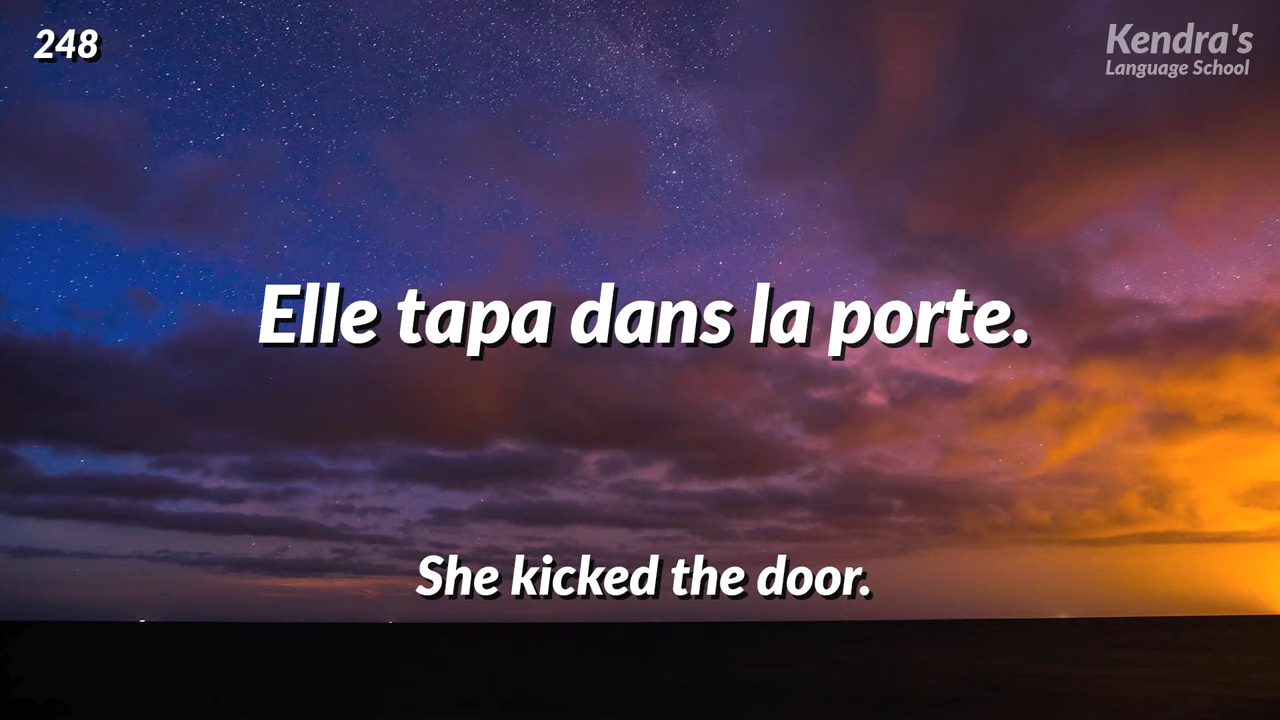 248
Kendra's
Language School
Elle tapa dans la porte.
She kicked the door.